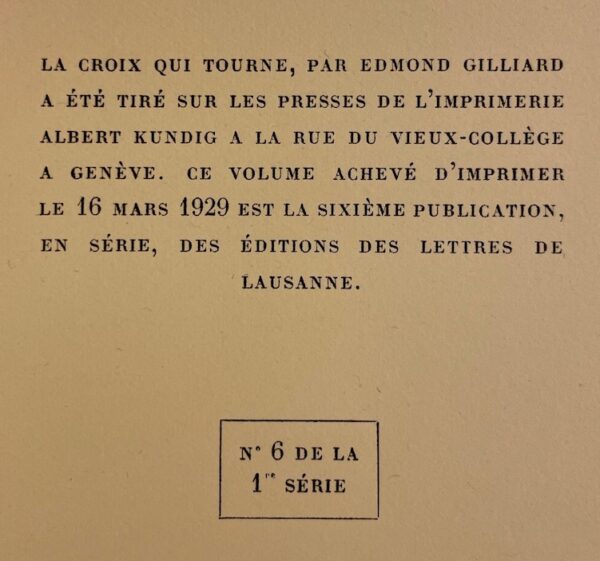 LA CROIX QUI TOURNE, PAR EDMOND GILLIARD
A ÉTÉ TIRÉ SUR LES PRESSES DE L'IMPRIMERIE
ALBERT KUNDIG A LA RUE DU VIEUX-COLLÈGE
A GENÈVE. CE VOLUME ACHEVÉ D'IMPRIMER
LE 16 MARS 1929 EST LA SIXIÈME PUBLICATION,
EN SÉRIE, DES ÉDITIONS DES LETTRES DE
LAUSANNE.
N° 6 DE LA
1re SÉRIE